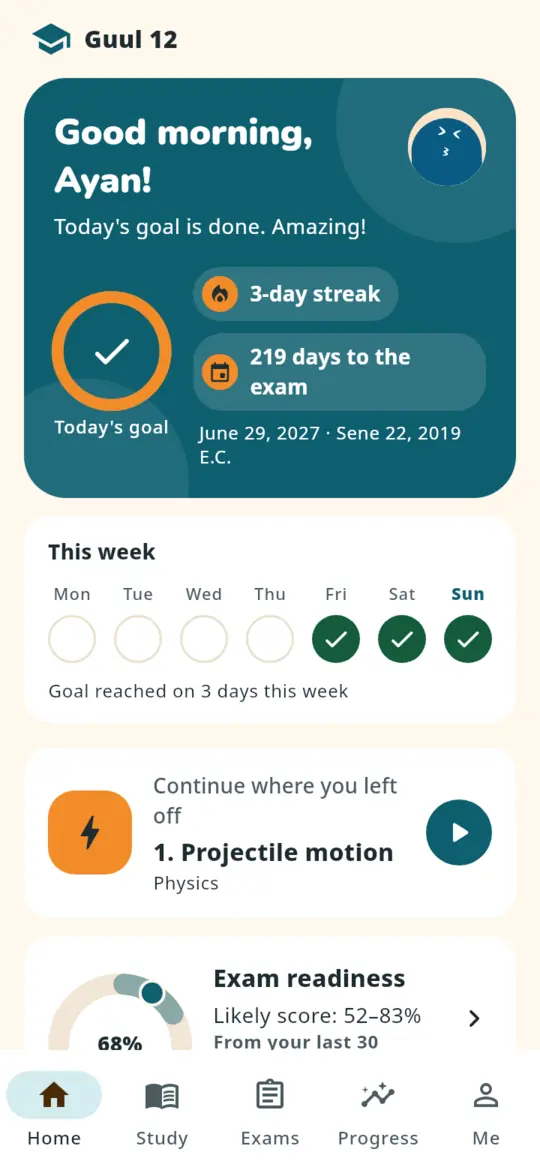 Guul 12
Good morning,
Ayan!
Today's goal is done. Amazing!
3-day streak
219 days to the
exam
Today's goal
June 29, 2027 · Sene 22, 2019
E.C.
This week
Mon Tue Wed Thu Fri Sat Sun
Goal reached on 3 days this week
Continue where you left
off
1. Projectile motion
Physics
Exam readiness
Likely score: 52–83%
68%
From your last 30
Home Study Exams Progress Me